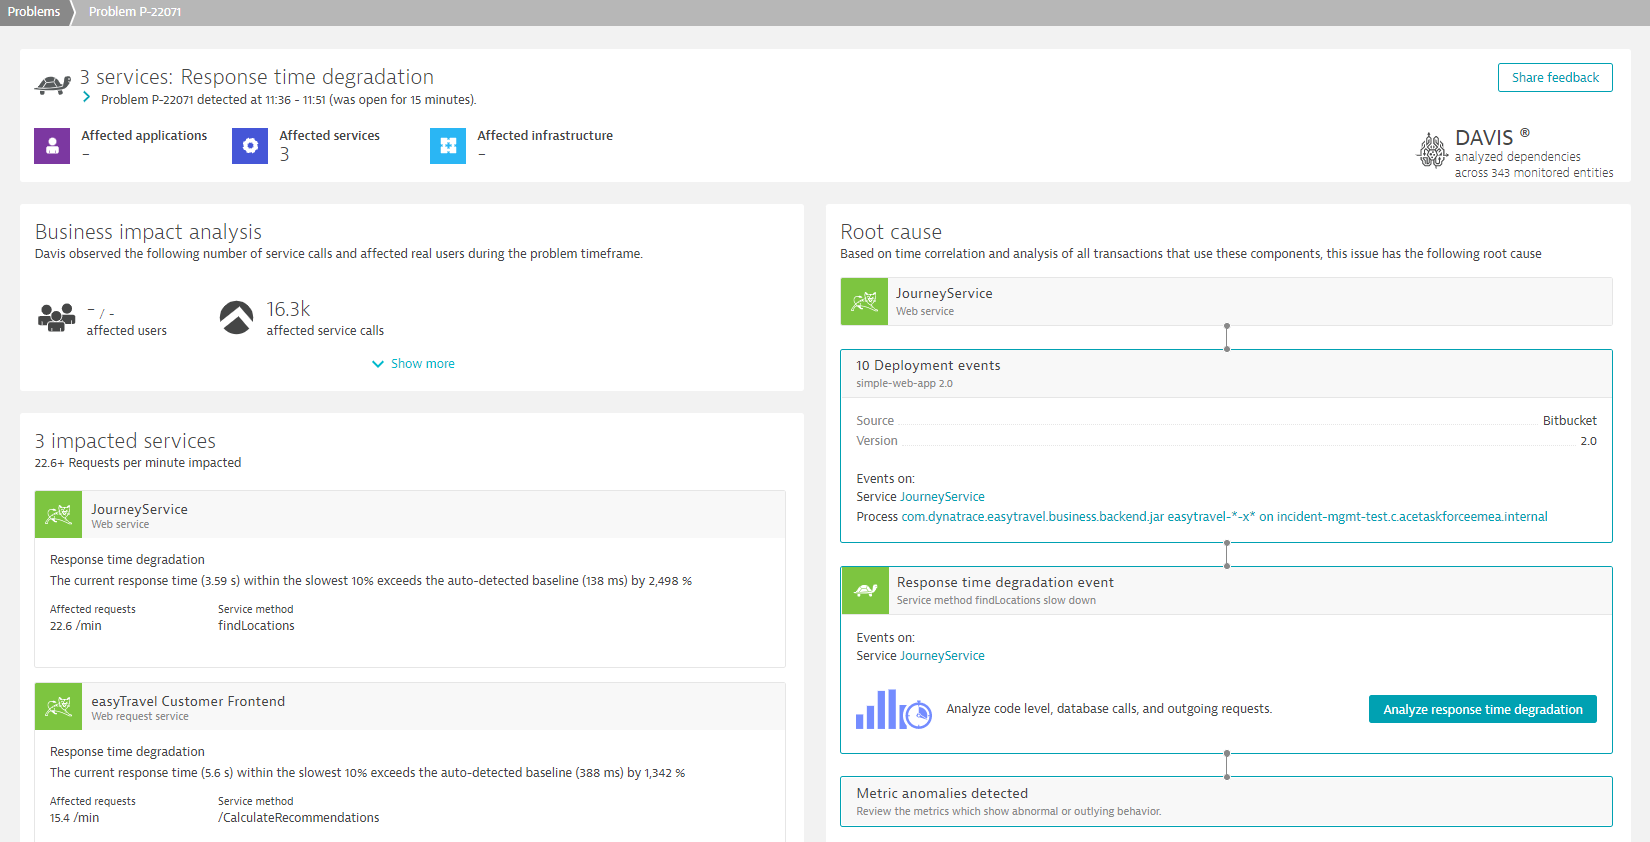 Problems
Problem P-22071
3 services: Response time degradation
Problem P-22071 detected at 11:36 - 11:51 (was open for 15 minutes).
Share feedback
Affected applications
–
Affected services
3
Affected infrastructure
–
DAVIS ®
analyzed dependencies
across 343 monitored entities
Business impact analysis
Davis observed the following number of service calls and affected real users during the problem timeframe.
– / -
affected users
16.3k
affected service calls
Show more
3 impacted services
22.6+ Requests per minute impacted
JourneyService
Web service
Response time degradation
The current response time (3.59 s) within the slowest 10% exceeds the auto-detected baseline (138 ms) by 2,498 %
Affected requests
22.6 /min
Service method
findLocations
easyTravel Customer Frontend
Web request service
Response time degradation
The current response time (5.6 s) within the slowest 10% exceeds the auto-detected baseline (388 ms) by 1,342 %
Affected requests
15.4 /min
Service method
/CalculateRecommendations
Root cause
Based on time correlation and analysis of all transactions that use these components, this issue has the following root cause
JourneyService
Web service
10 Deployment events
simple-web-app 2.0
Source Bitbucket
Version 2.0
Events on:
Service JourneyService
Process com.dynatrace.easytravel.business.backend.jar easytravel-*-x* on incident-mgmt-test.c.acetaskforceemea.internal
Response time degradation event
Service method findLocations slow down
Events on:
Service JourneyService
Analyze code level, database calls, and outgoing requests.
Analyze response time degradation
Metric anomalies detected
Review the metrics which show abnormal or outlying behavior.